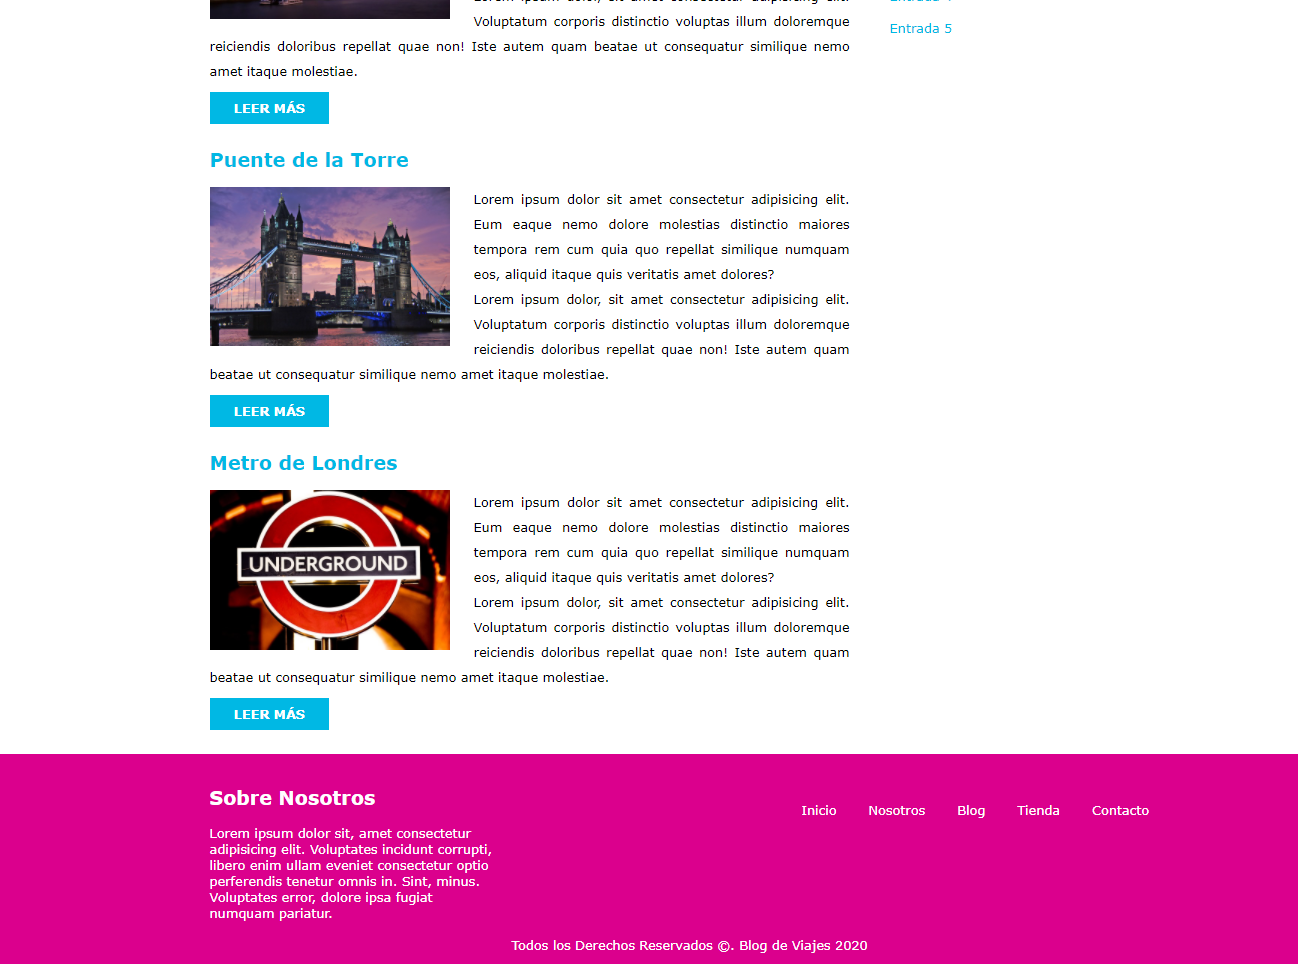 Voluptatum corporis distinctio voluptas illum doloremque
reiciendis doloribus repellat quae non! Iste autem quam beatae ut consequatur similique nemo
amet itaque molestiae.
LEER MÁS
Puente de la Torre
Lorem ipsum dolor sit amet consectetur adipisicing elit.
Eum eaque nemo dolore molestias distinctio maiores
tempora rem cum quia quo repellat similique numquam
eos, aliquid itaque quis veritatis amet dolores?
Lorem ipsum dolor, sit amet consectetur adipisicing elit.
Voluptatum corporis distinctio voluptas illum doloremque
reiciendis doloribus repellat quae non! Iste autem quam
beatae ut consequatur similique nemo amet itaque molestiae.
LEER MÁS
Metro de Londres
UNDERGROUND
Lorem ipsum dolor sit amet consectetur adipisicing elit.
Eum eaque nemo dolore molestias distinctio maiores
tempora rem cum quia quo repellat similique numquam
eos, aliquid itaque quis veritatis amet dolores?
Lorem ipsum dolor, sit amet consectetur adipisicing elit.
Voluptatum corporis distinctio voluptas illum doloremque
reiciendis doloribus repellat quae non! Iste autem quam
beatae ut consequatur similique nemo amet itaque molestiae.
LEER MÁS
Entrada 5
Sobre Nosotros
Lorem ipsum dolor sit, amet consectetur
adipisicing elit. Voluptates incidunt corrupti,
libero enim ullam eveniet consectetur optio
perferendis tenetur omnis in. Sint, minus.
Voluptates error, dolore ipsa fugiat
numquam pariatur.
Inicio Nosotros Blog Tienda Contacto
Todos los Derechos Reservados ©. Blog de Viajes 2020